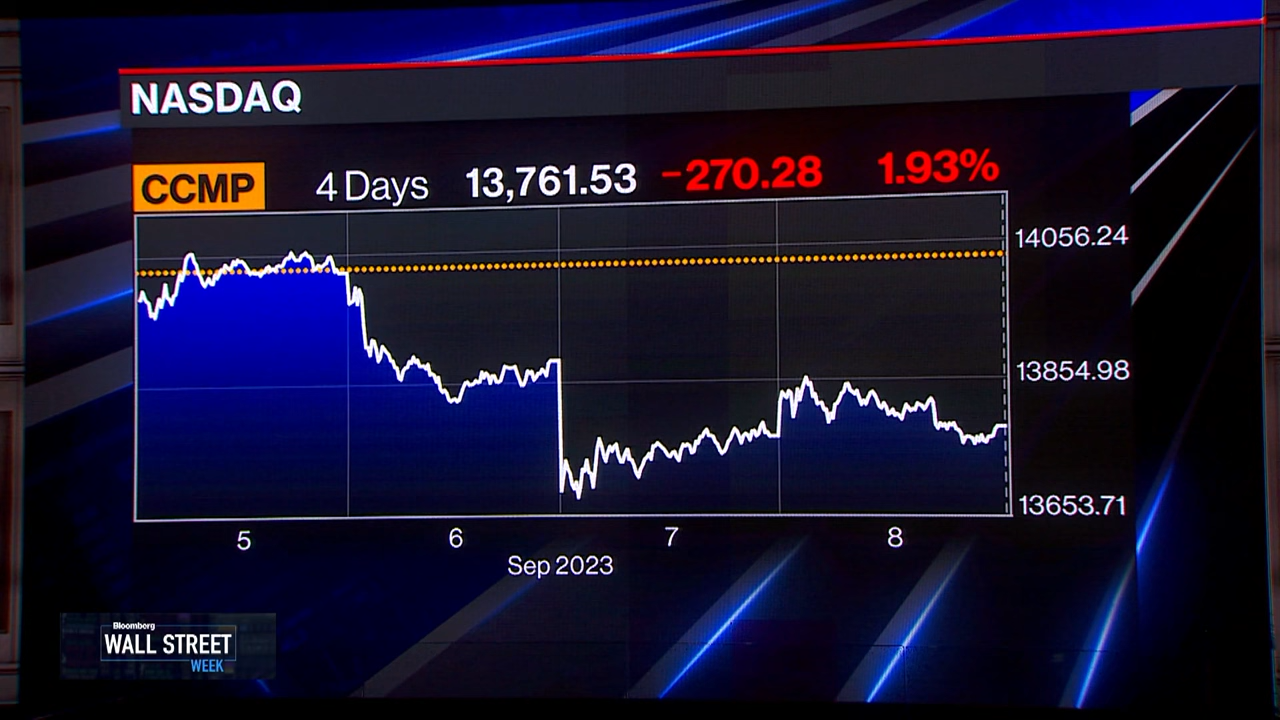 NASDAQ
CCMP 4 Days 13,761.53 -270.28 1.93%
14056.24
13854.98
13653.71
5 6 7 8
Sep 2023
Bloomberg
WALL STREET
WEEK